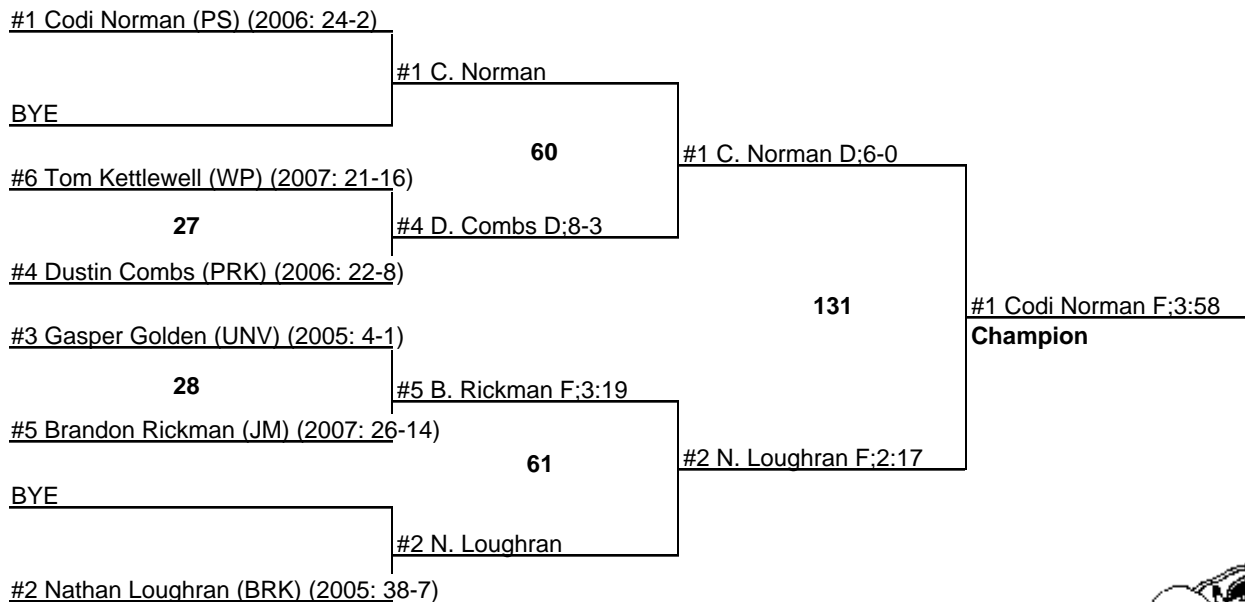 #1 Codi Norman (PS) (2006: 24-2)
#1 C. Norman
BYE
60
#1 C. Norman D;6-0
#6 Tom Kettlewell (WP) (2007: 21-16)
27
#4 D. Combs D;8-3
#4 Dustin Combs (PRK) (2006: 22-8)
131
#1 Codi Norman F;3:58
Champion
#3 Gasper Golden (UNV) (2005: 4-1)
28
#5 B. Rickman F;3:19
#5 Brandon Rickman (JM) (2007: 26-14)
61
#2 N. Loughran F;2:17
BYE
#2 N. Loughran
#2 Nathan Loughran (BRK) (2005: 38-7)